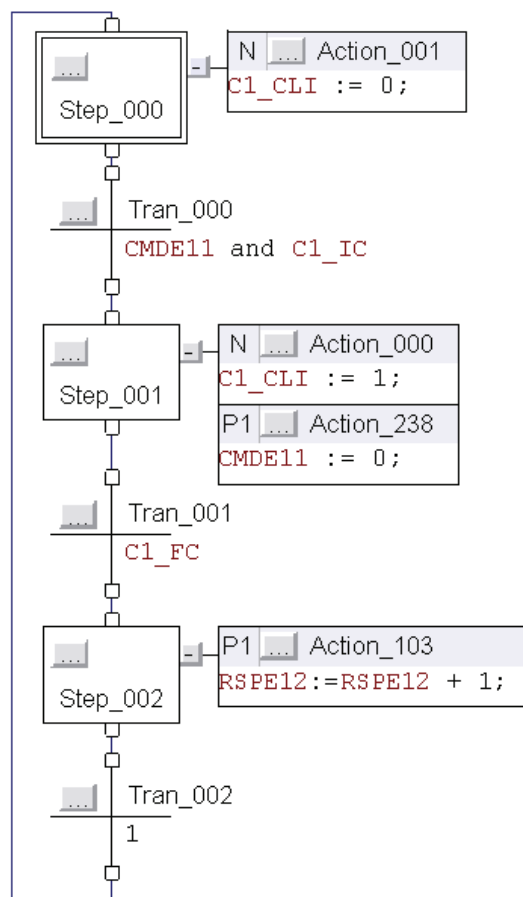 N ... Action_001
C1_CLI := 0;
...
Step_000
... Tran_000
CMDE11 and C1_IC
N ... Action_000
C1_CLI := 1;
...
Step_001
P1 ... Action_238
CMDE11 := 0;
... Tran_001
C1_FC
P1 ... Action_103
RSPE12:=RSPE12 + 1;
...
Step_002
... Tran_002
1